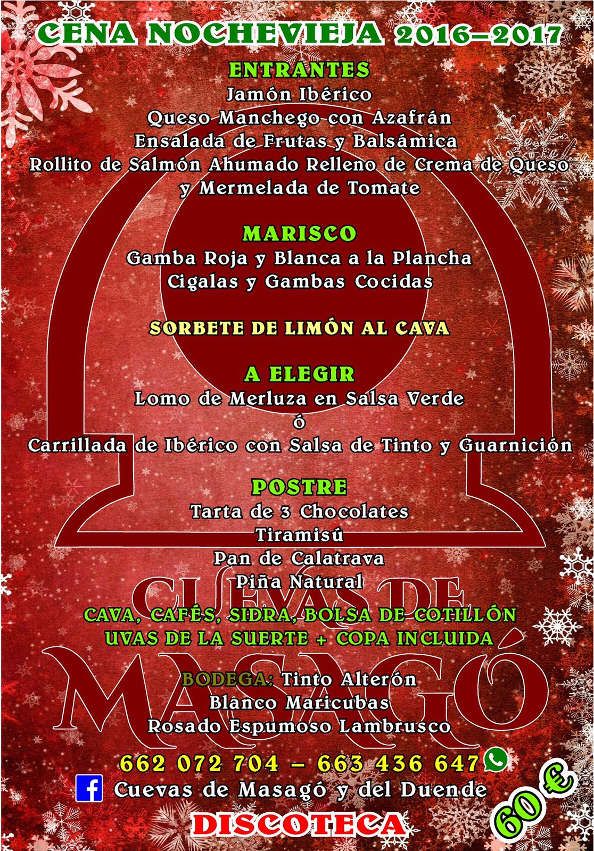 CENA NOCHEVIEJA 2016–2017
ENTRANTES
Jamón Ibérico
Queso Manchego con Azafrán
Ensalada de Frutas y Balsámica
Rollito de Salmón Ahumado Relleno de Crema de Queso
y Mermelada de Tomate
MARISCO
Gamba Roja y Blanca a la Plancha
Cigalas y Gambas Cocidas
SORBETE DE LIMÓN AL CAVA
A ELEGIR
Lomo de Merluza en Salsa Verde
ó
Carrillada de Ibérico con Salsa de Tinto y Guarnición
POSTRE
Tarta de 3 Chocolates
Tiramisú
Pan de Calatrava
Piña Natural
CUEVAS DE
CAVA, CAFÉS, SIDRA, BOLSA DE COTILLÓN
UVAS DE LA SUERTE + COPA INCLUIDA
MASAGÓ
BODEGA: Tinto Alterón
Blanco Maricubas
Rosado Espumoso Lambrusco
662 072 704 – 663 436 647
f Cuevas de Masagó y del Duende
60 €
DISCOTECA